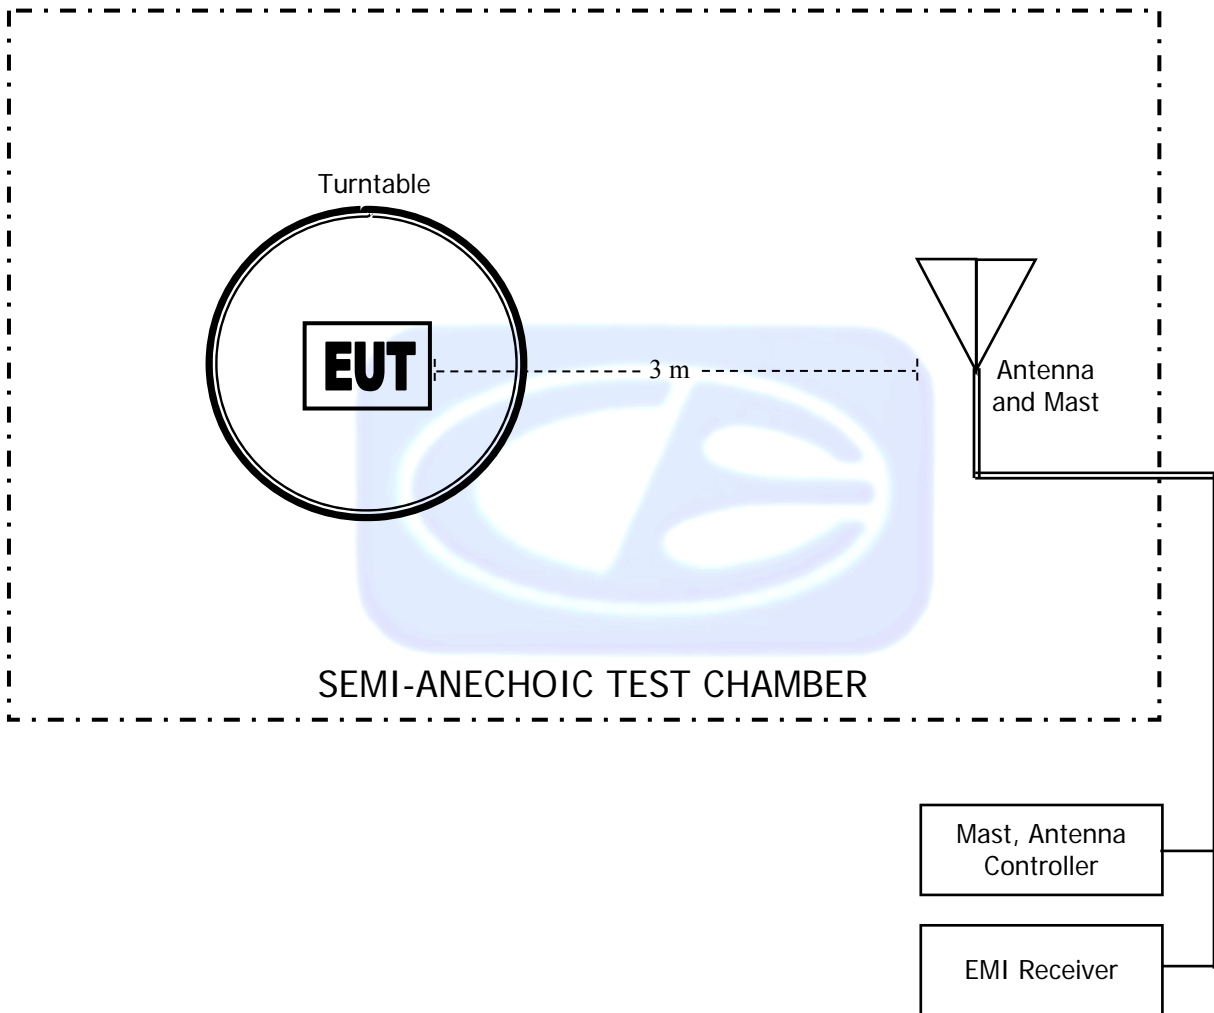 Turntable
EUT
3 m
Antenna
and Mast
SEMI-ANECHOIC TEST CHAMBER
Mast, Antenna
Controller
EMI Receiver